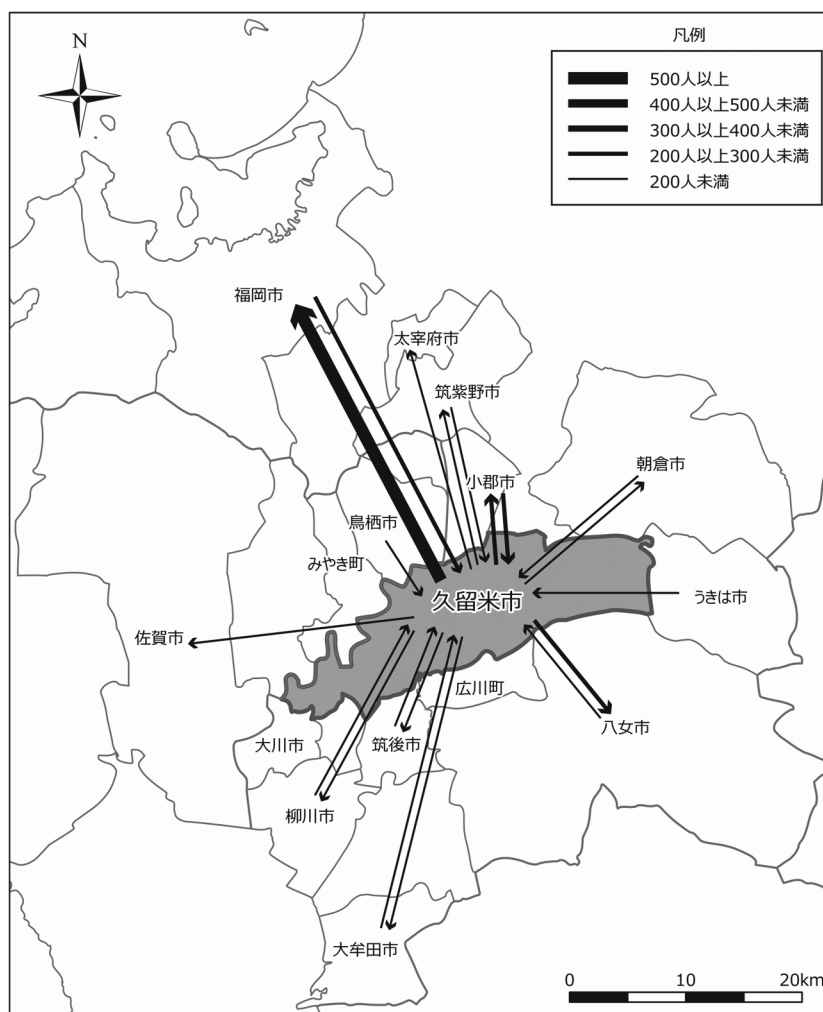 N
凡例
500人以上
400人以上500人未満
300人以上400人未満
200人以上300人未満
200人未満
福岡市
太宰府市
筑紫野市
朝倉市
小郡市
鳥栖市
みやき町
久留米市
うきは市
佐賀市
広川町
八女市
大川市
筑後市
柳川市
大牟田市
0 10 20km